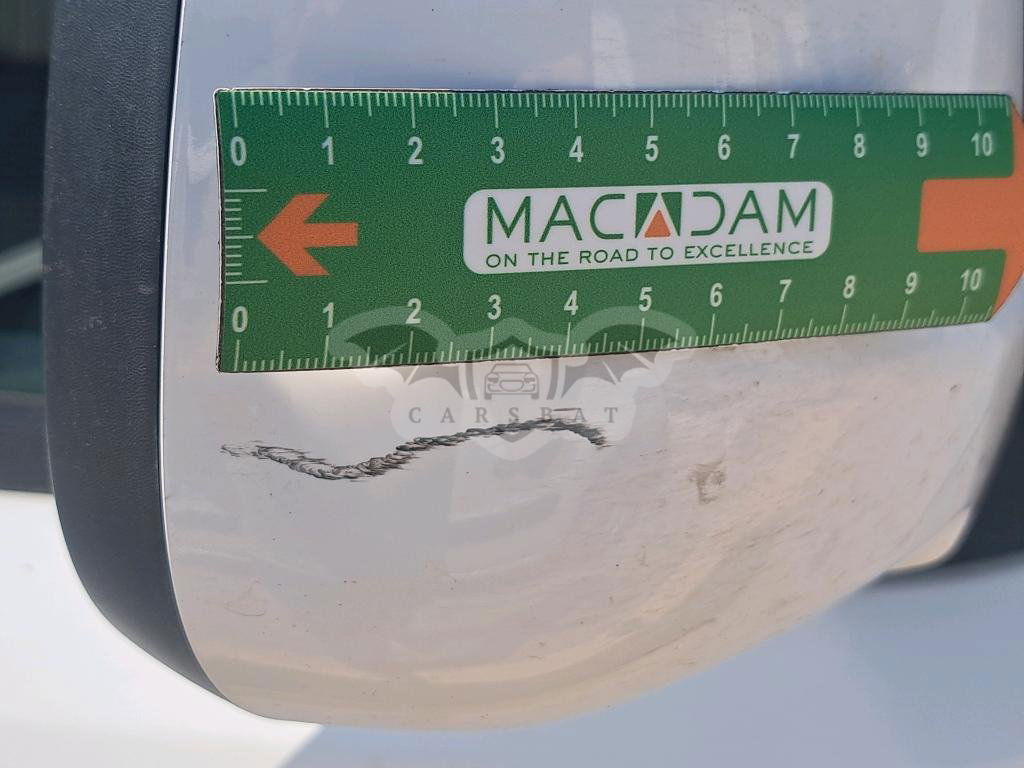 0 1 2 3 4 5 6 7 8 9 10
MACADAM
ON THE ROAD TO EXCELLENCE
0 1 2 3 4 5 6 7 8 9 10
CARSBAT